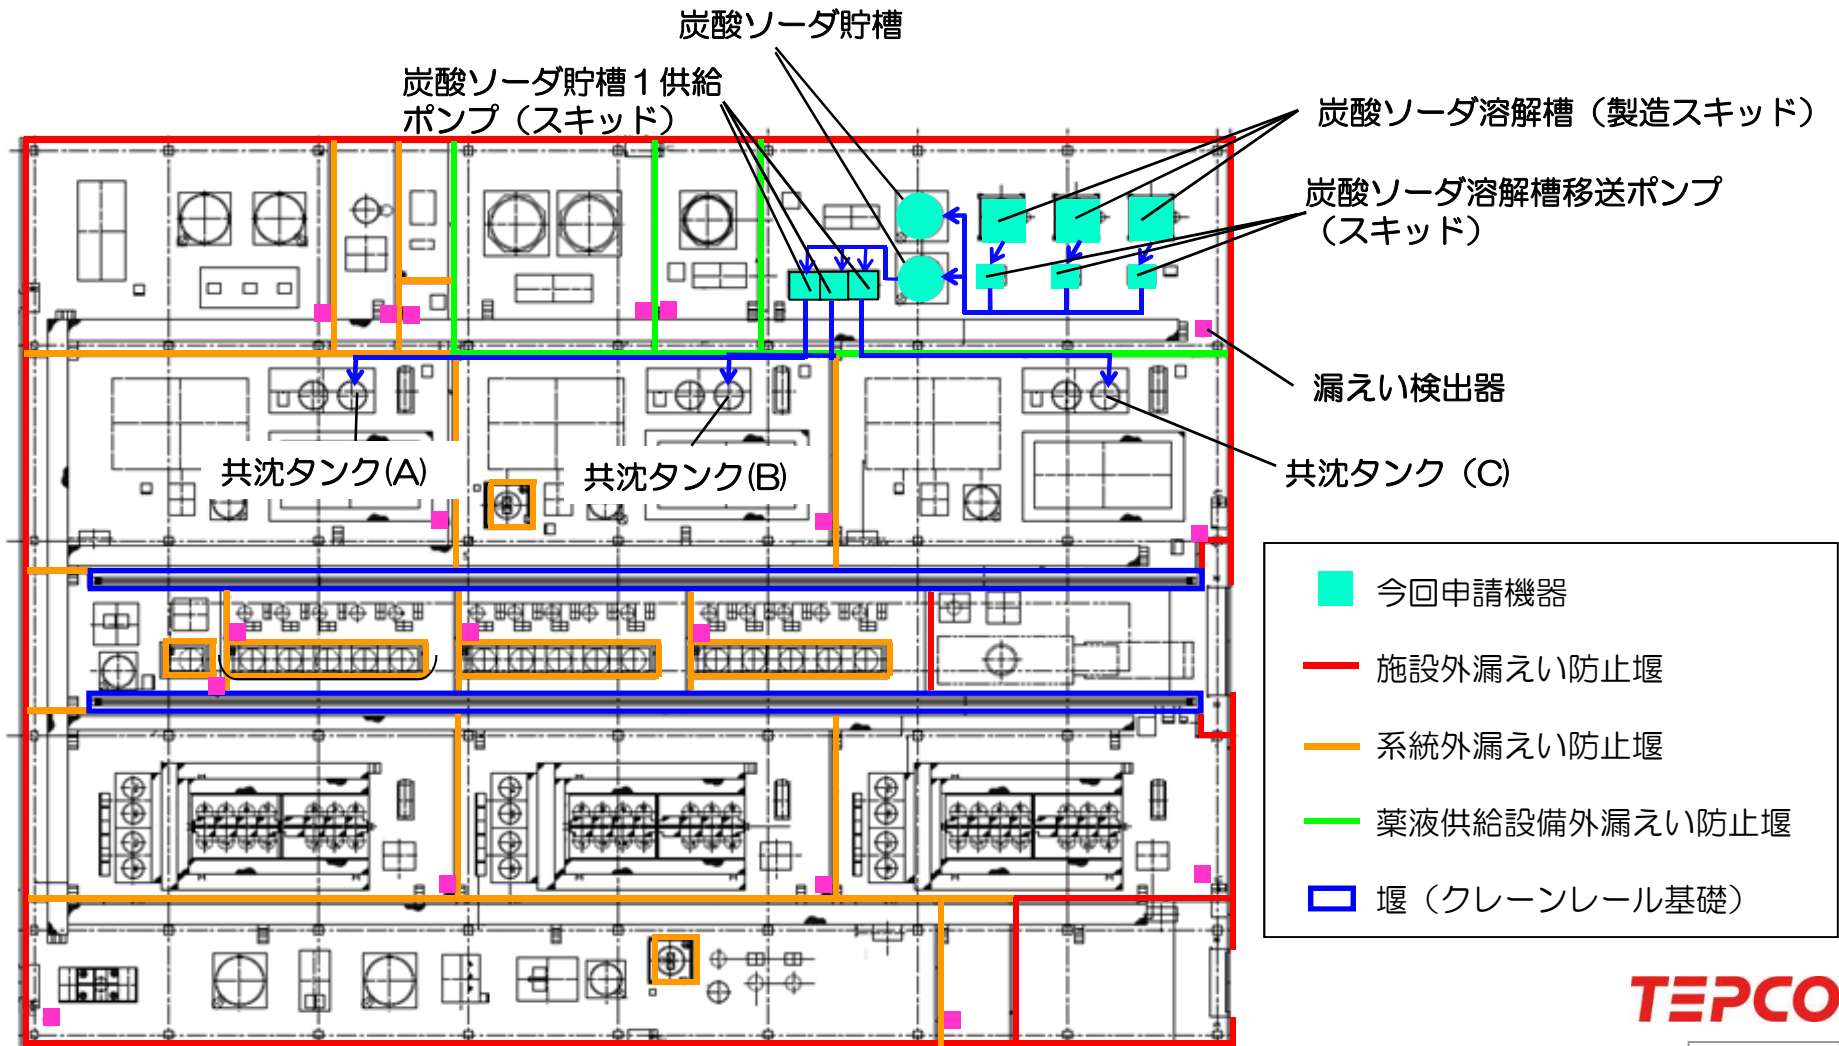 炭酸ソーダ貯槽
炭酸ソーダ貯槽１供給
ポンプ（スキッド）
炭酸ソーダ溶解槽（製造スキッド）
炭酸ソーダ溶解槽移送ポンプ
（スキッド）
漏えい検出器
共沈タンク(A)
共沈タンク(B)
共沈タンク（C)
今回申請機器
施設外漏えい防止堰
系統外漏えい防止堰
薬液供給設備外漏えい防止堰
堰（クレーンレール基礎）
TEPCO